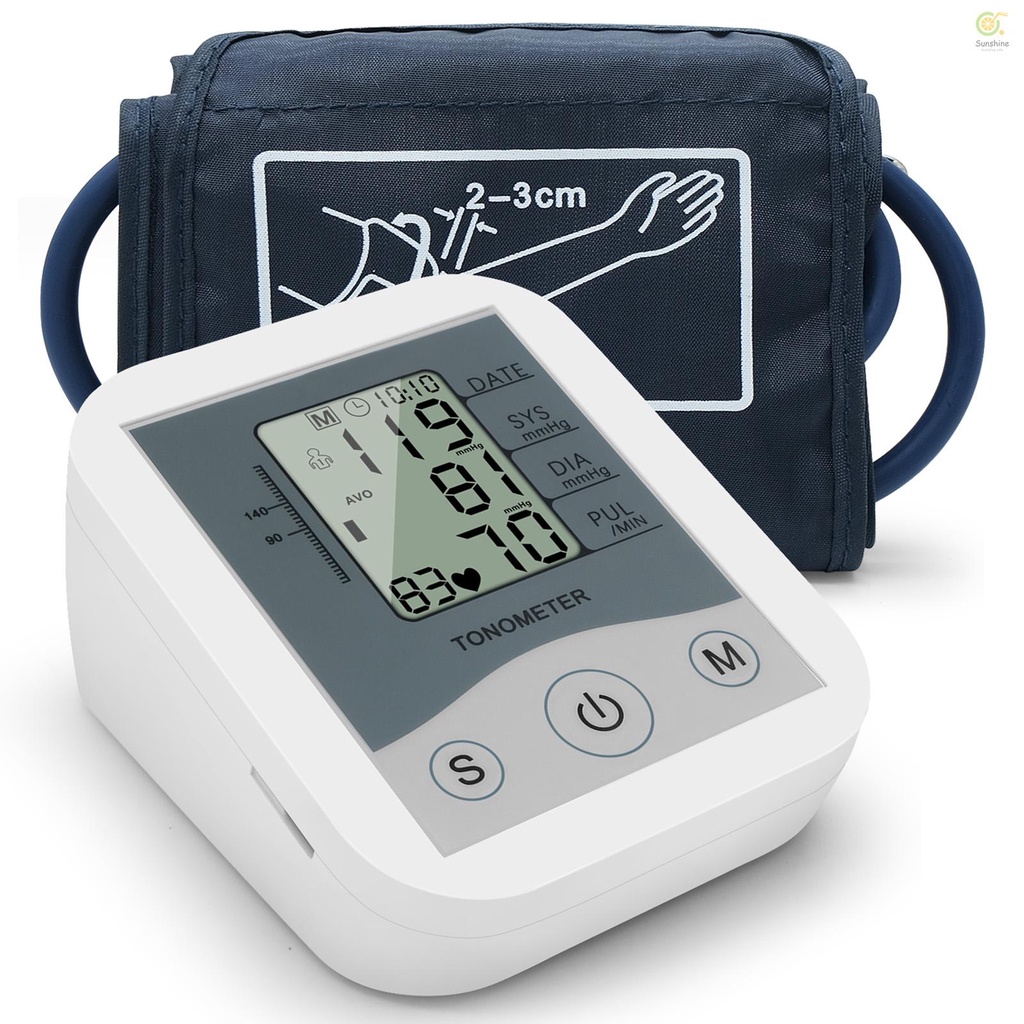 Sunshine
2-3cm
M 10:10
119
mmHg
AVO
81
mmHg
1
70
83
DATE
SYS
mmHg
DIA
mmHg
PUL
/MIN
140
90
TONOMETER
S
M